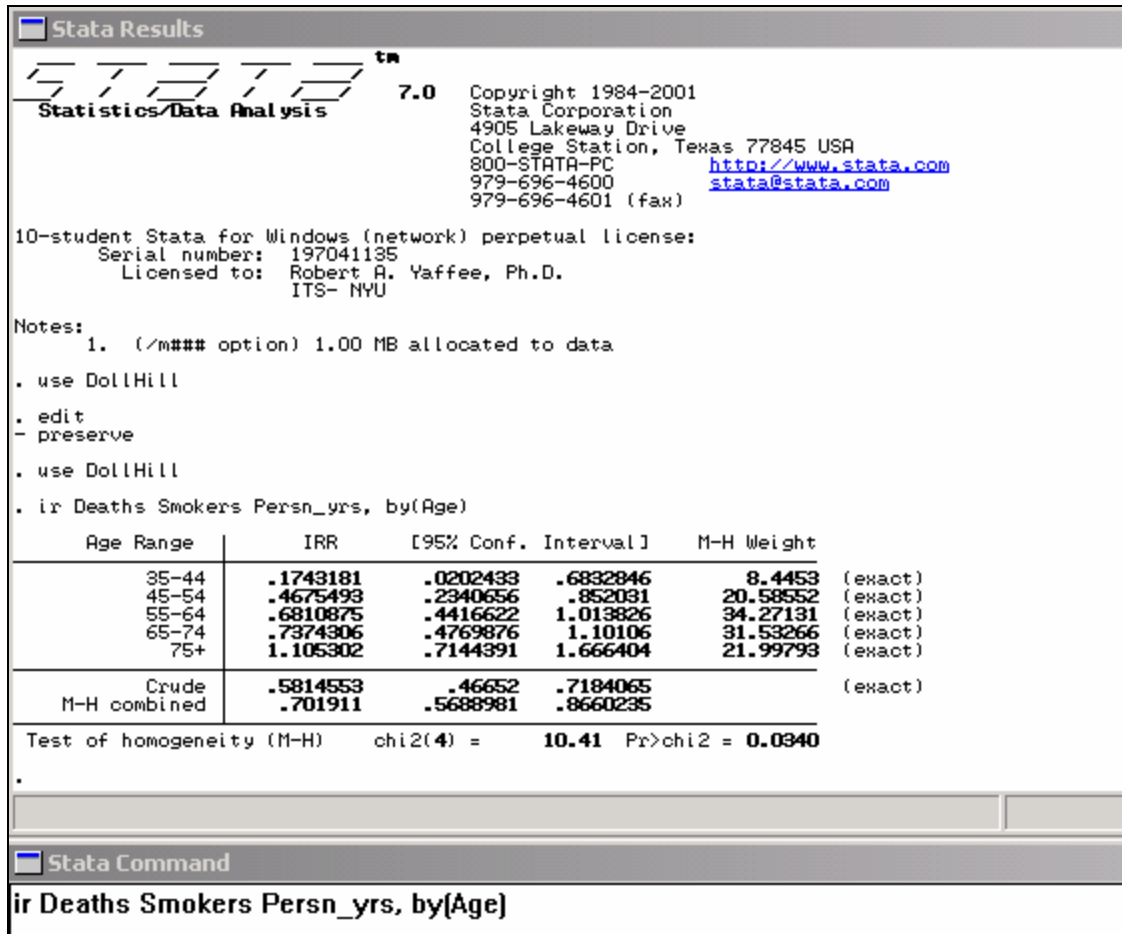 Stata Results
STATA tm
7.0 Copyright 1984-2001
Statistics/Data Analysis Stata Corporation
4905 Lakeway Drive
College Station, Texas 77845 USA
800-STATA-PC http://www.stata.com
979-696-4600 stata@stata.com
979-696-4601 (fax)
10-student Stata for Windows (network) perpetual license:
Serial number: 197041135
Licensed to: Robert A. Yaffee, Ph.D.
ITS- NYU
Notes:
1. (/m### option) 1.00 MB allocated to data
. use DollHill
. edit
- preserve
. use DollHill
. ir Deaths Smokers Persn_yrs, by(Age)
Age Range | IRR [95% Conf. Interval] M-H Weight
35-44 | .1743181 .0202433 .6832846 8.4453 (exact)
45-54 | .4675493 .2340656 .852031 20.58552 (exact)
55-64 | .6810875 .4416622 1.013826 34.27131 (exact)
65-74 | .7374306 .4769876 1.10106 31.53266 (exact)
75+ | 1.105302 .7144391 1.666404 21.99793 (exact)
Crude | .5814553 .46652 .7184065 (exact)
M-H combined | .701911 .5688981 .8660235
Test of homogeneity (M-H) chi2(4) = 10.41 Pr>chi2 = 0.0340
.
Stata Command
ir Deaths Smokers Persn_yrs, by(Age)